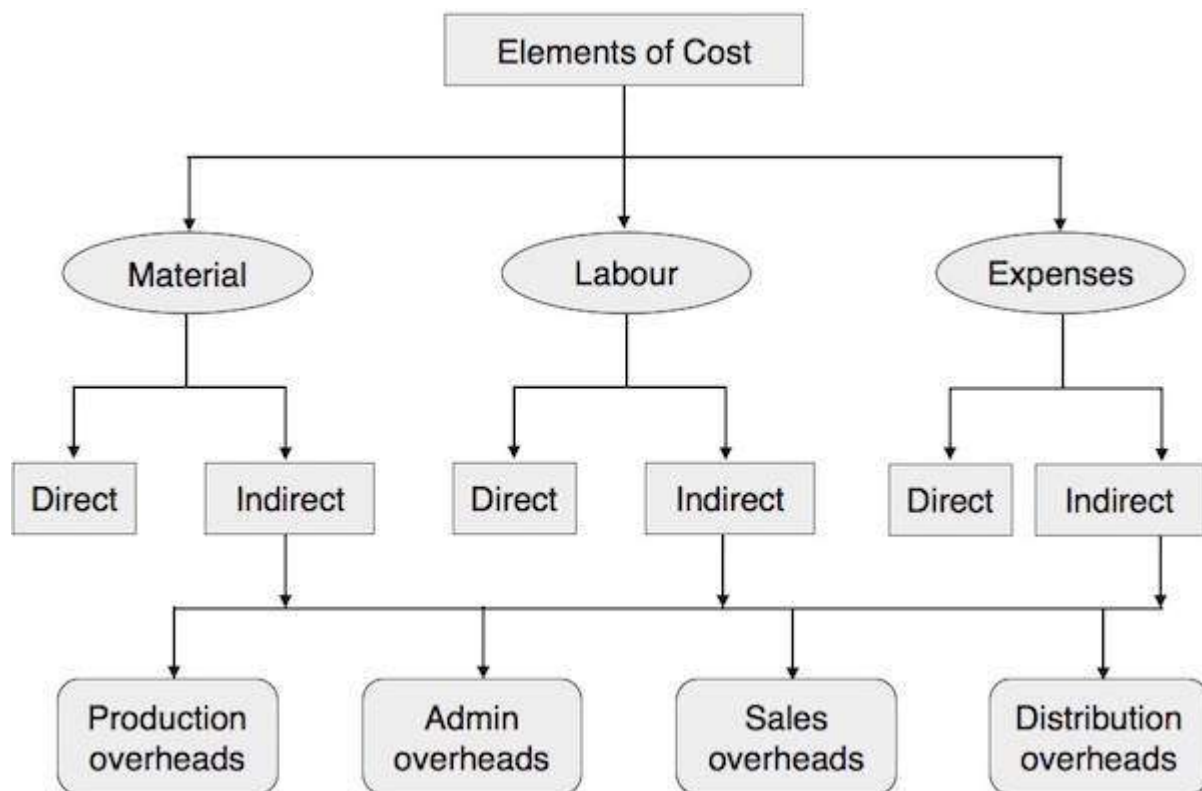 Elements of Cost
Material
Labour
Expenses
Direct
Indirect
Direct
Indirect
Direct
Indirect
Production
overheads
Admin
overheads
Sales
overheads
Distribution
overheads